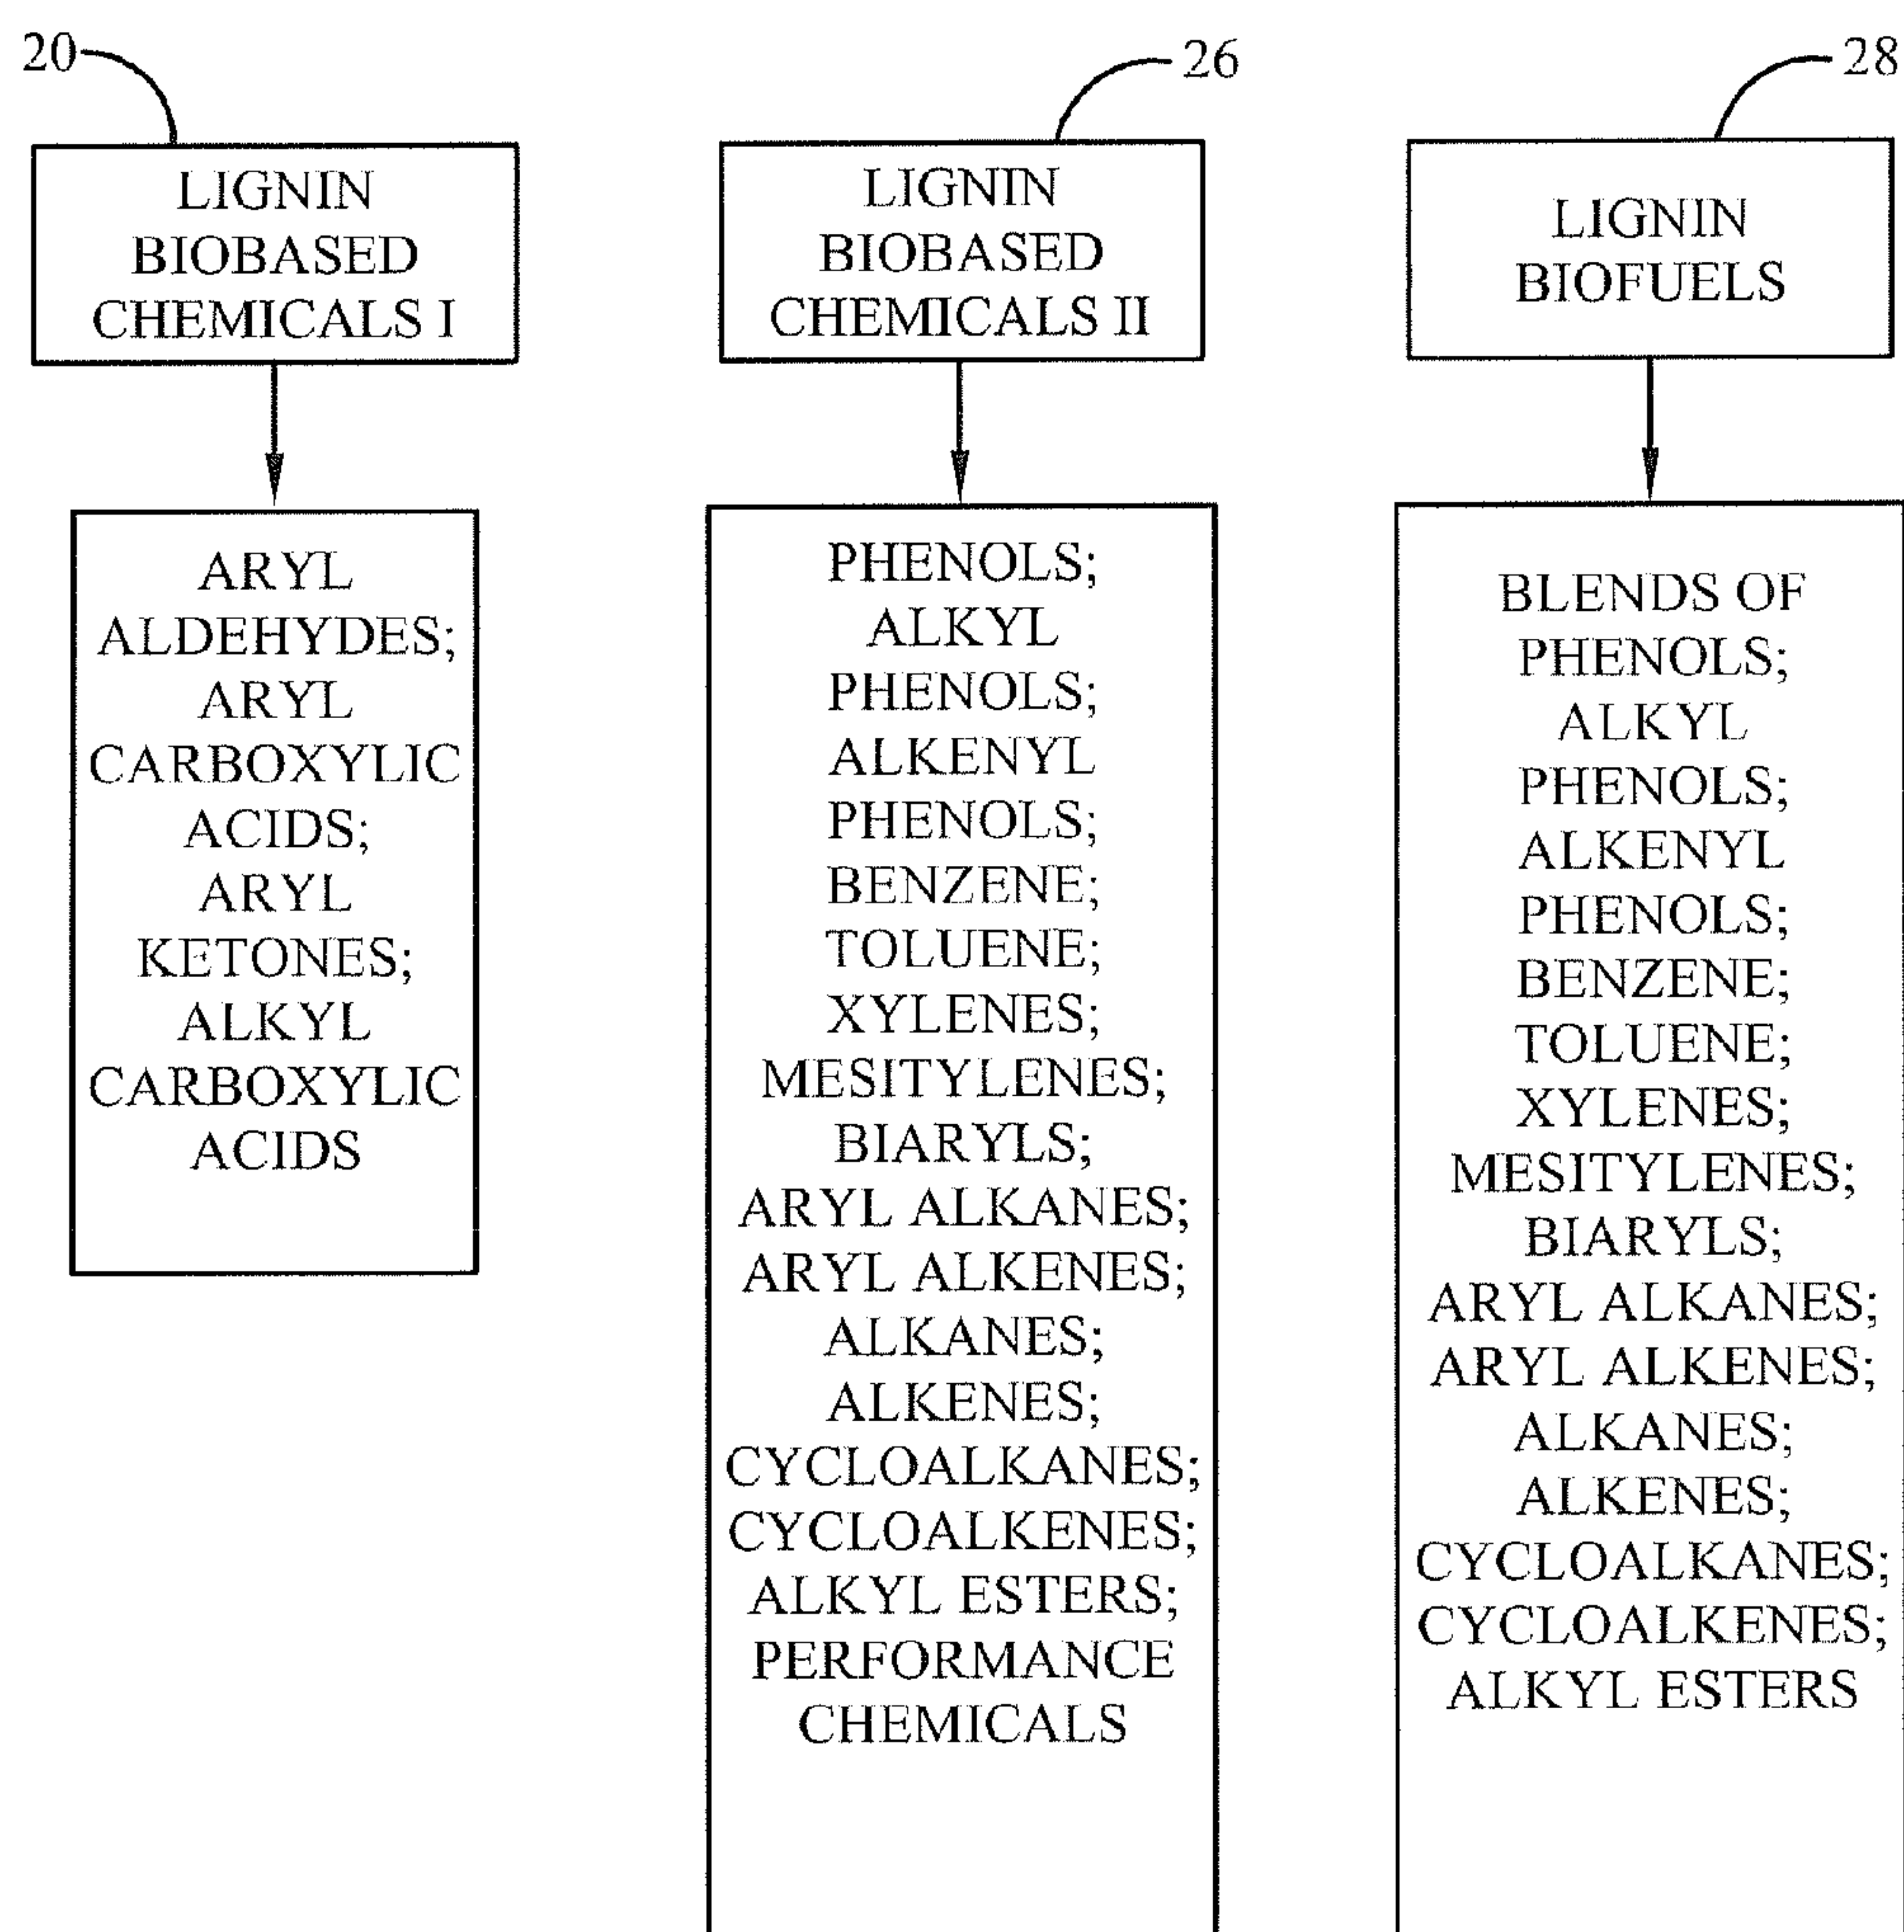 20
26
28
LIGNIN
BIOBASED
CHEMICALS I
LIGNIN
BIOBASED
CHEMICALS II
LIGNIN
BIOFUELS
ARYL
ALDEHYDES;
ARYL
CARBOXYLIC
ACIDS;
ARYL
KETONES;
ALKYL
CARBOXYLIC
ACIDS
PHENOLS;
ALKYL
PHENOLS;
ALKENYL
PHENOLS;
BENZENE;
TOLUENE;
XYLENES;
MESITYLENES;
BIARYLS;
ARYL ALKANES;
ARYL ALKENES;
ALKANES;
ALKENES;
CYCLOALKANES;
CYCLOALKENES;
ALKYL ESTERS;
PERFORMANCE
CHEMICALS
BLENDS OF
PHENOLS;
ALKYL
PHENOLS;
ALKENYL
PHENOLS;
BENZENE;
TOLUENE;
XYLENES;
MESITYLENES;
BIARYLS;
ARYL ALKANES;
ARYL ALKENES;
ALKANES;
ALKENES;
CYCLOALKANES;
CYCLOALKENES;
ALKYL ESTERS